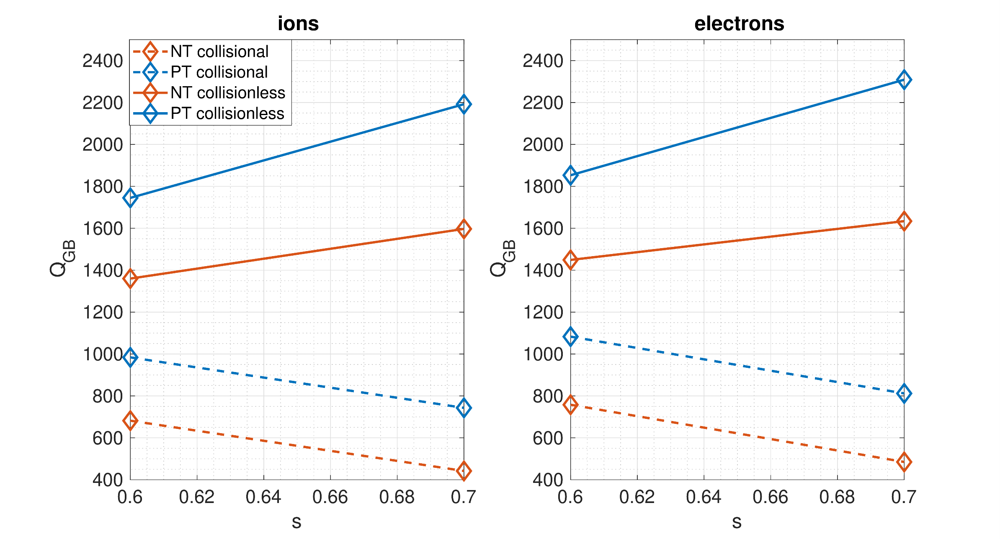 ions
NT collisional
PT collisional
NT collisionless
PT collisionless
2400
2200
2000
1800
1600
1400
1200
1000
800
600
400
Q_GB
0.6 0.62 0.64 0.66 0.68 0.7
s
electrons
2400
2200
2000
1800
1600
1400
1200
1000
800
600
400
Q_GB
0.6 0.62 0.64 0.66 0.68 0.7
s